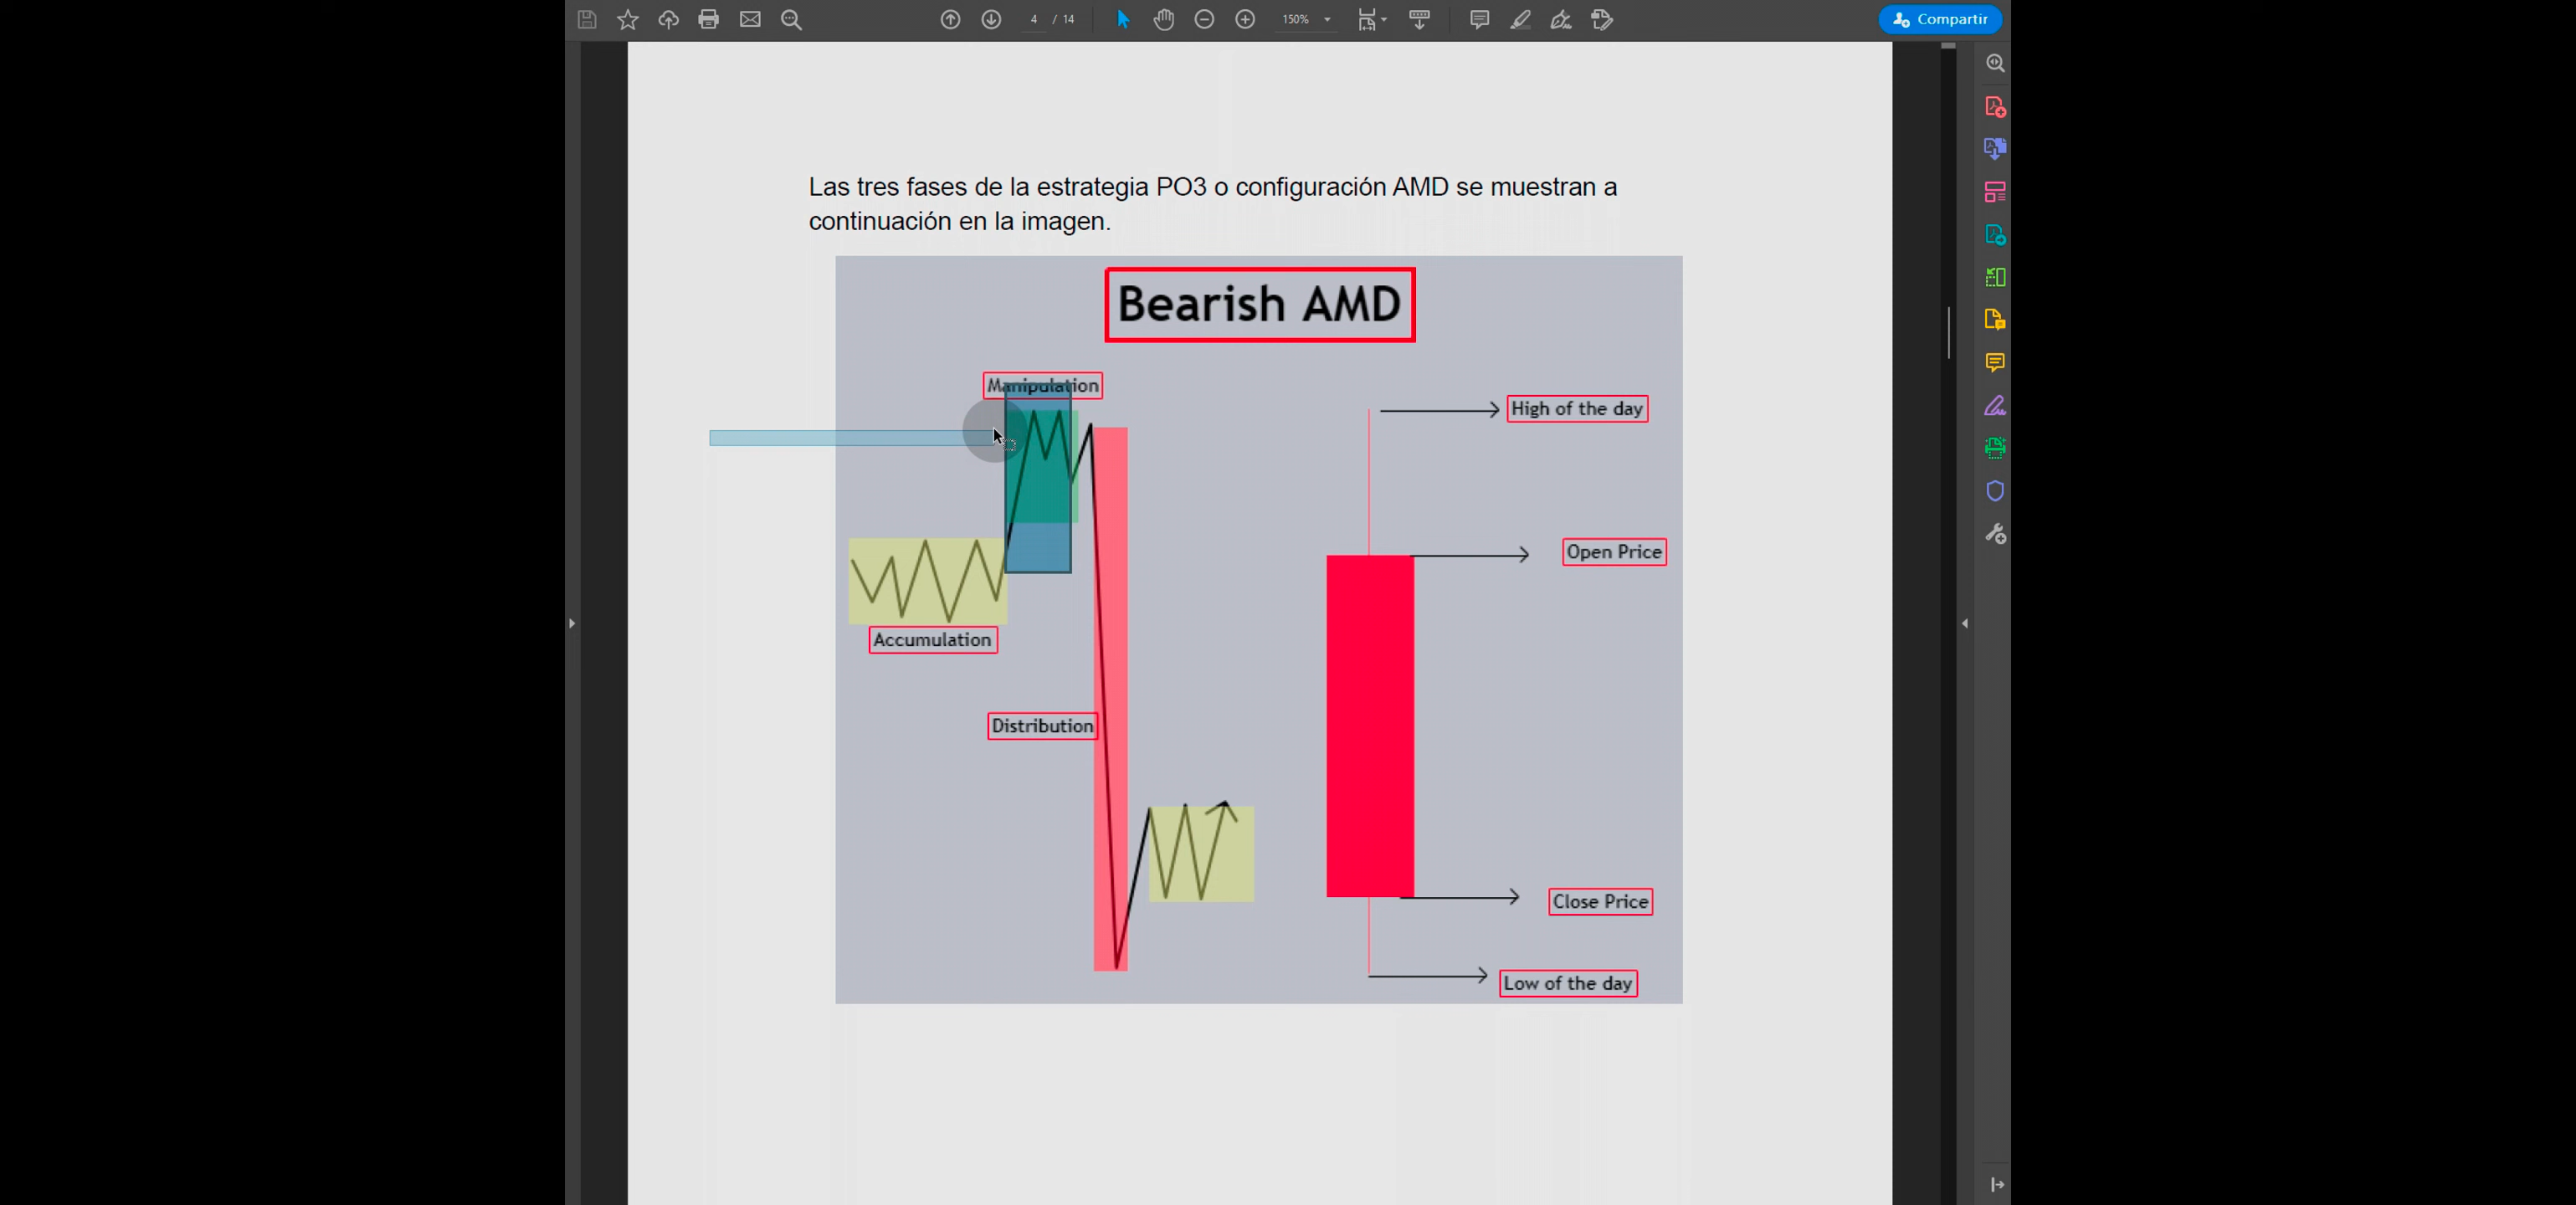 4 / 14
150%
Compartir
Las tres fases de la estrategia PO3 o configuración AMD se muestran a
continuación en la imagen.
Bearish AMD
Manipulation
High of the day
Open Price
Accumulation
Distribution
Close Price
Low of the day